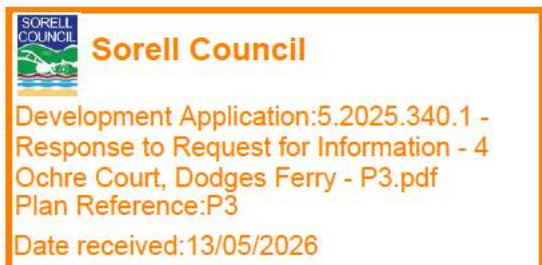 SORELL
COUNCIL
Sorell Council
Development Application:5.2025.340.1 -
Response to Request for Information - 4
Ochre Court, Dodges Ferry - P3.pdf
Plan Reference:P3
Date received:13/05/2026